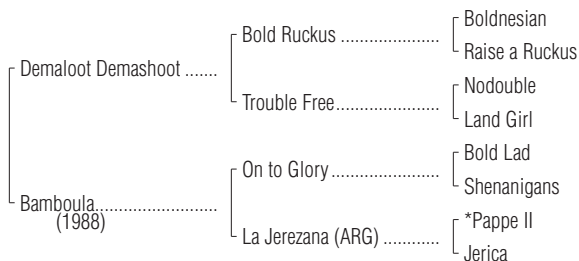 Boldnesian
Bold Ruckus ..................
Raise a Ruckus
Demaloot Demashoot .......
Nodouble
Trouble Free...................
Land Girl
Bold Lad
On to Glory....................
Shenanigans
Bamboula......................
(1988)
*Pappe II
La Jerezana (ARG) ..........
Jerica